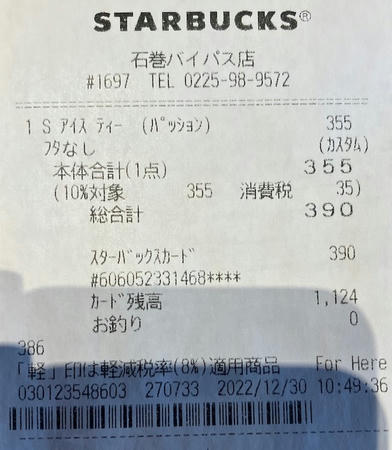 STARBUCKS®
石巻バイパス店
#1697 TEL 0225-98-9572
1 S ｱｲｽ ﾃｨｰ (ﾊﾟｯｼｮﾝ) 355
ﾌﾀなし (ｶｽﾀﾑ)
本体合計(1点) 355
(10%対象 355 消費税 35)
総合計 390
ｽﾀｰﾊﾞｯｸｽｶｰﾄﾞ 390
#606052331468****
ｶｰﾄﾞ残高 1,124
お釣り 0
386
「軽」印は軽減税率(8%)適用商品 For Here
030123548603 270733 2022/12/30 10:49:36